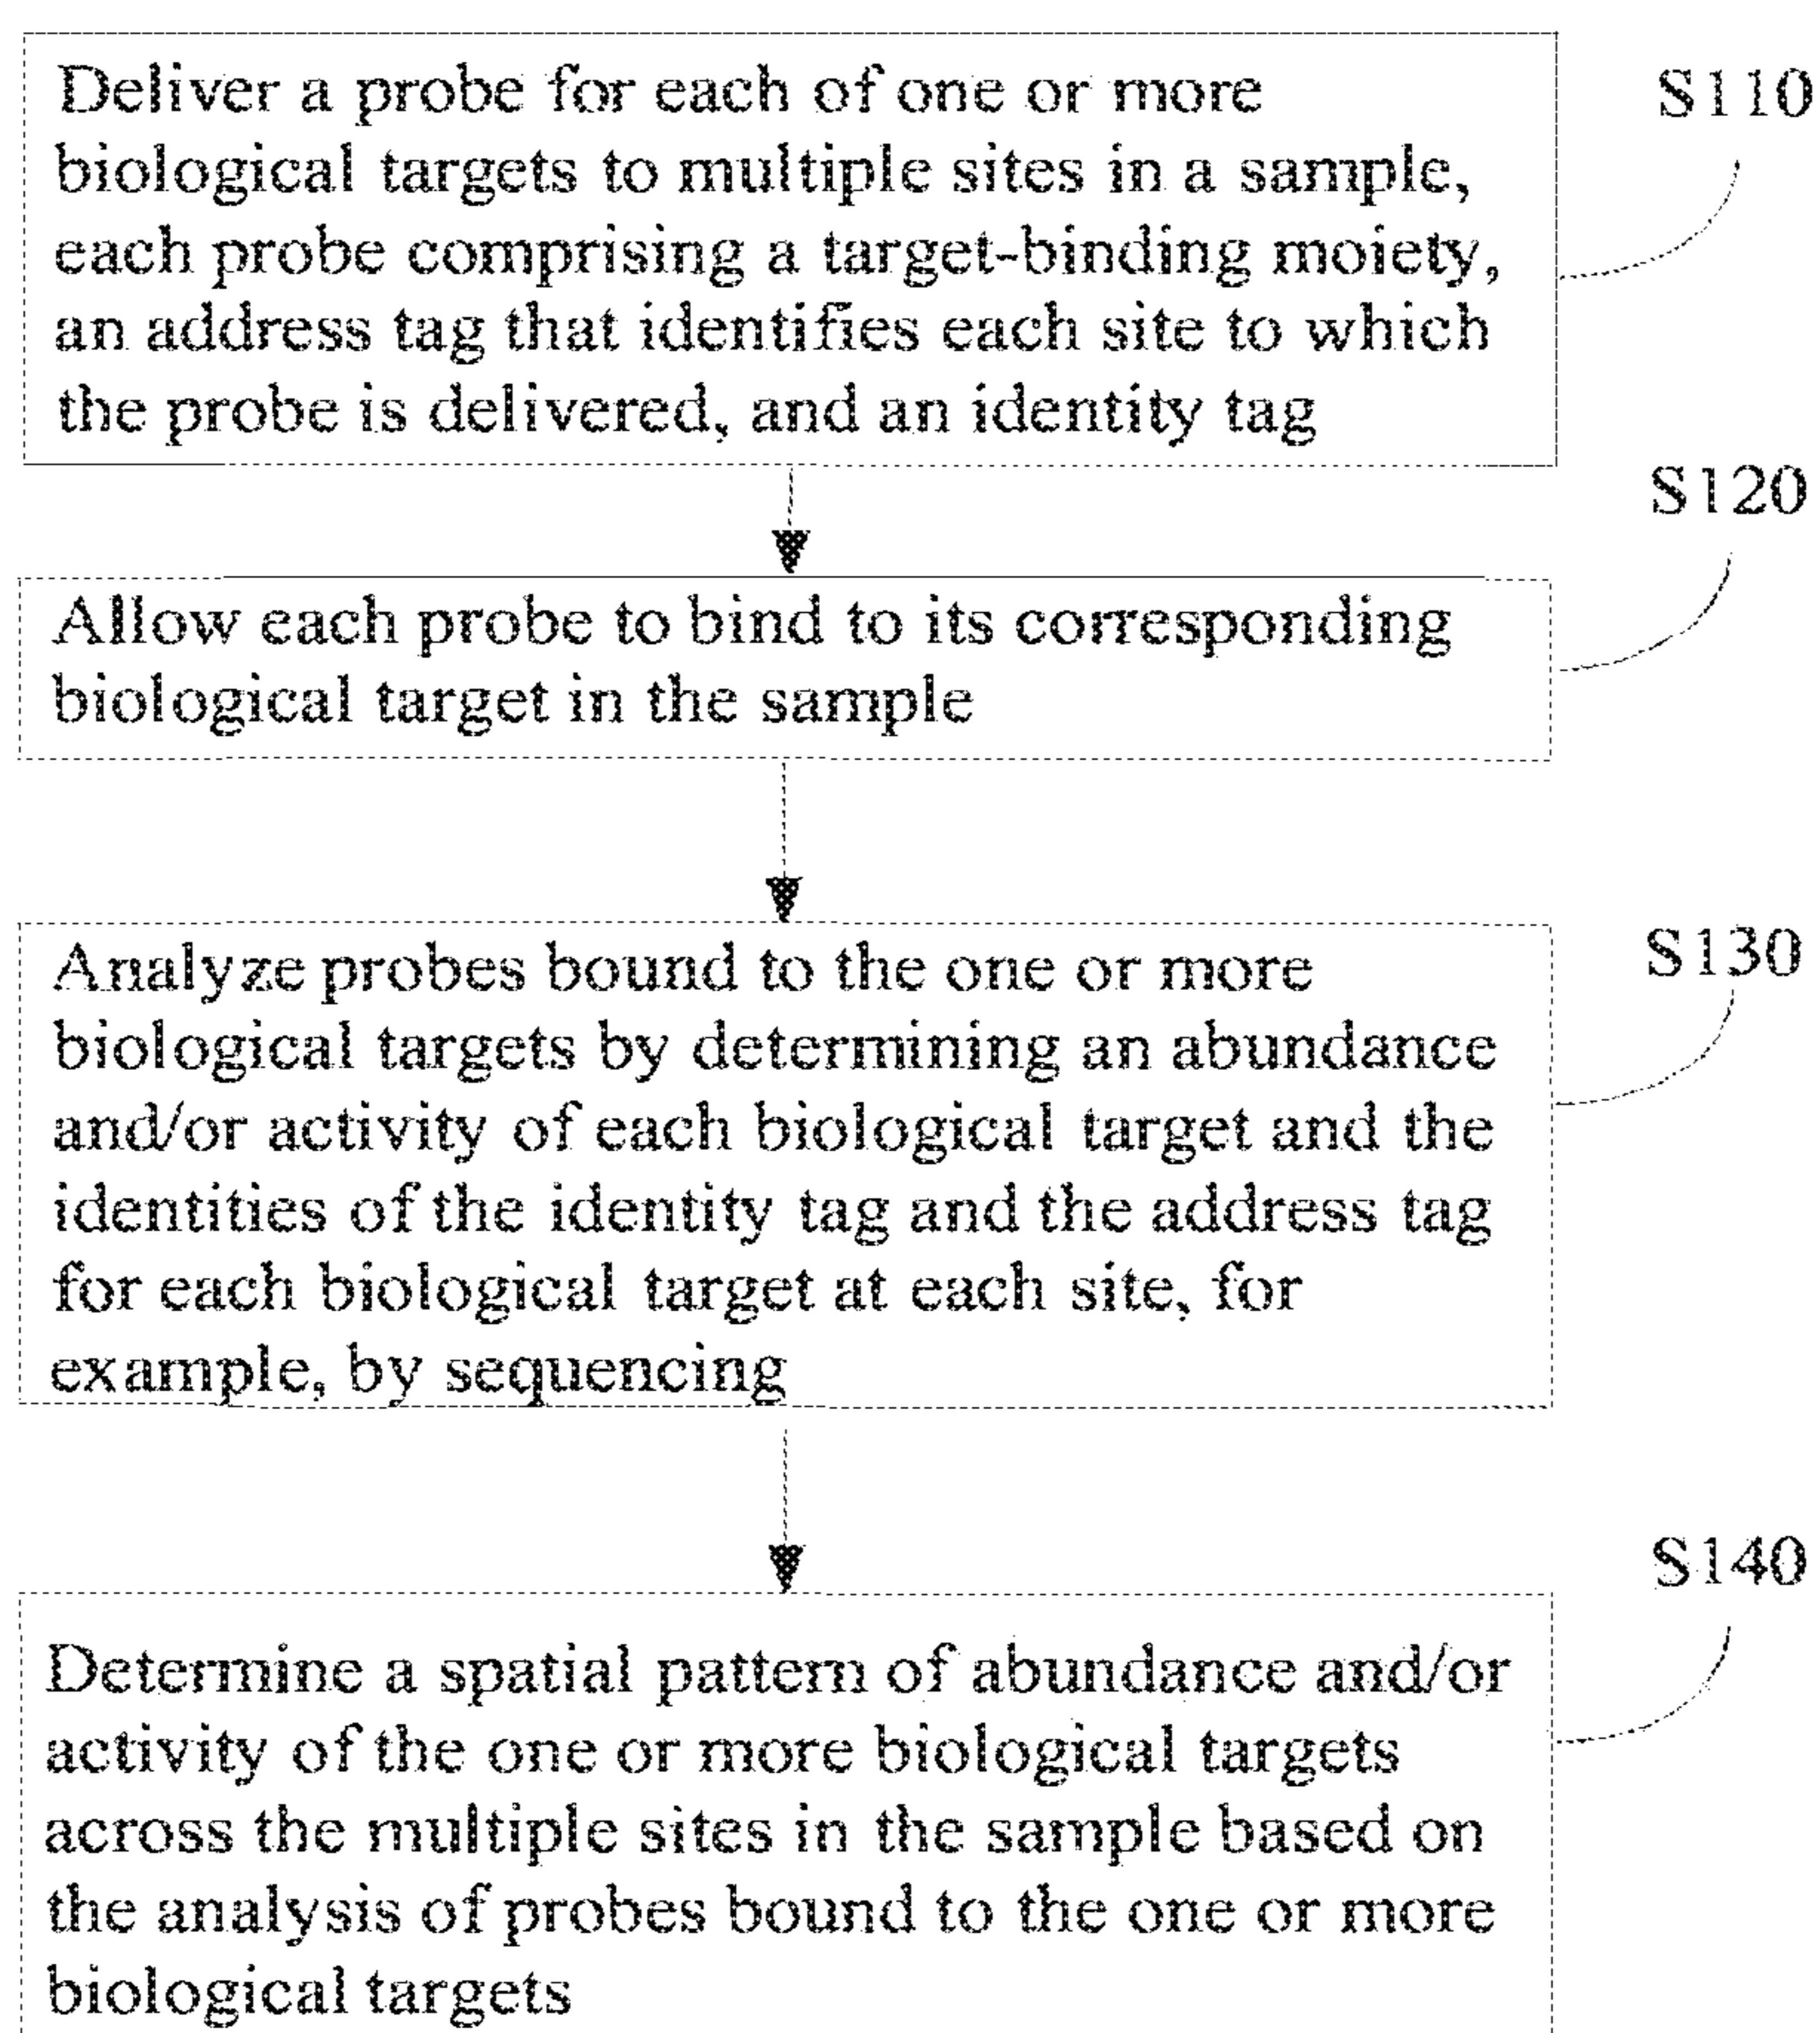 Deliver a probe for each of one or more
biological targets to multiple sites in a sample,
each probe comprising a target-binding moiety,
an address tag that identifies each site to which
the probe is delivered, and an identity tag
S110
Allow each probe to bind to its corresponding
biological target in the sample
S120
Analyze probes bound to the one or more
biological targets by determining an abundance
and/or activity of each biological target and the
identities of the identity tag and the address tag
for each biological target at each site, for
example, by sequencing
S130
Determine a spatial pattern of abundance and/or
activity of the one or more biological targets
across the multiple sites in the sample based on
the analysis of probes bound to the one or more
biological targets
S140